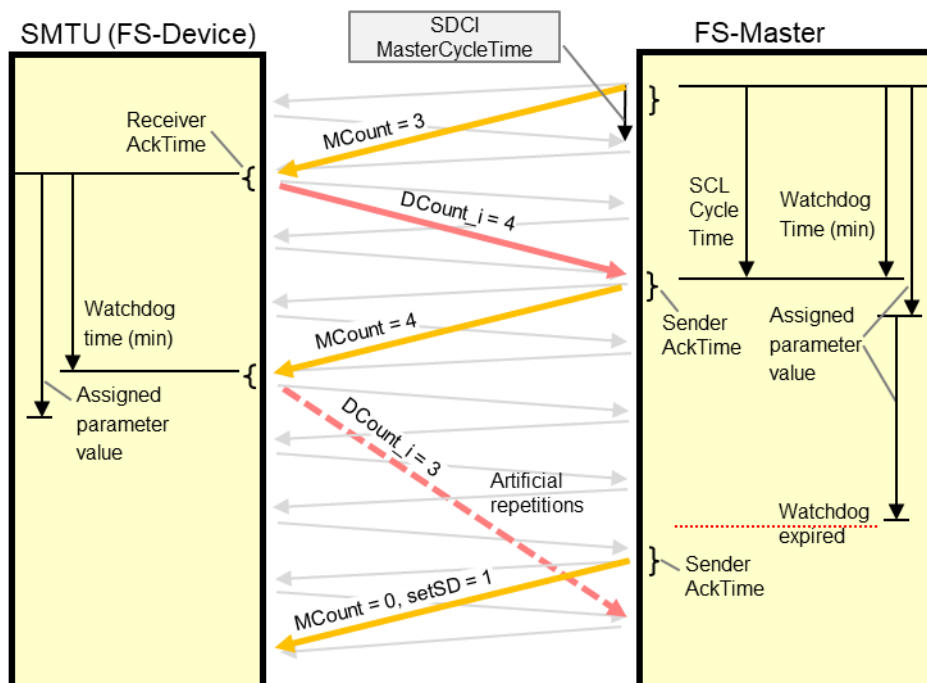 SMTU (FS-Device)
SDCI
MasterCycleTime
FS-Master
Receiver
AckTime
MCount = 3
SCL
Cycle
Time
Watchdog
Time (min)
DCount_i = 4
Watchdog
time (min)
MCount = 4
Sender
AckTime
Assigned
parameter
value
Assigned
parameter
value
DCount_i = 3
Artificial
repetitions
Watchdog
expired
Sender
AckTime
MCount = 0, setSD = 1